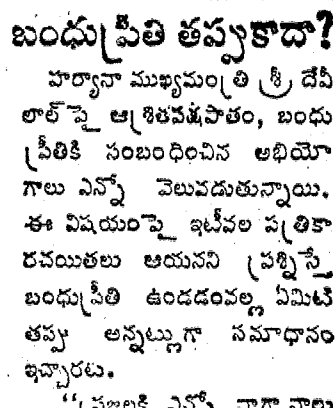 బంధుప్రీతి తప్పుకాదా?
హర్యానా ముఖ్యమంత్రి శ్రీ దేవీ
లాల్ పై ఆశ్రితపక్షపాతం, బంధు
ప్రీతికి సంబంధించిన అభియో
గాలు ఎన్నో వెలువడుతున్నాయి.
ఈ విషయంపై ఇటీవల పత్రికా
రచయితలు ఆయనని ప్రశ్నిస్తే
బంధుప్రీతి ఉండడంవల్ల ఏమిటి
తప్పు అన్నట్లుగా సమాధానం
ఇచ్చారట.